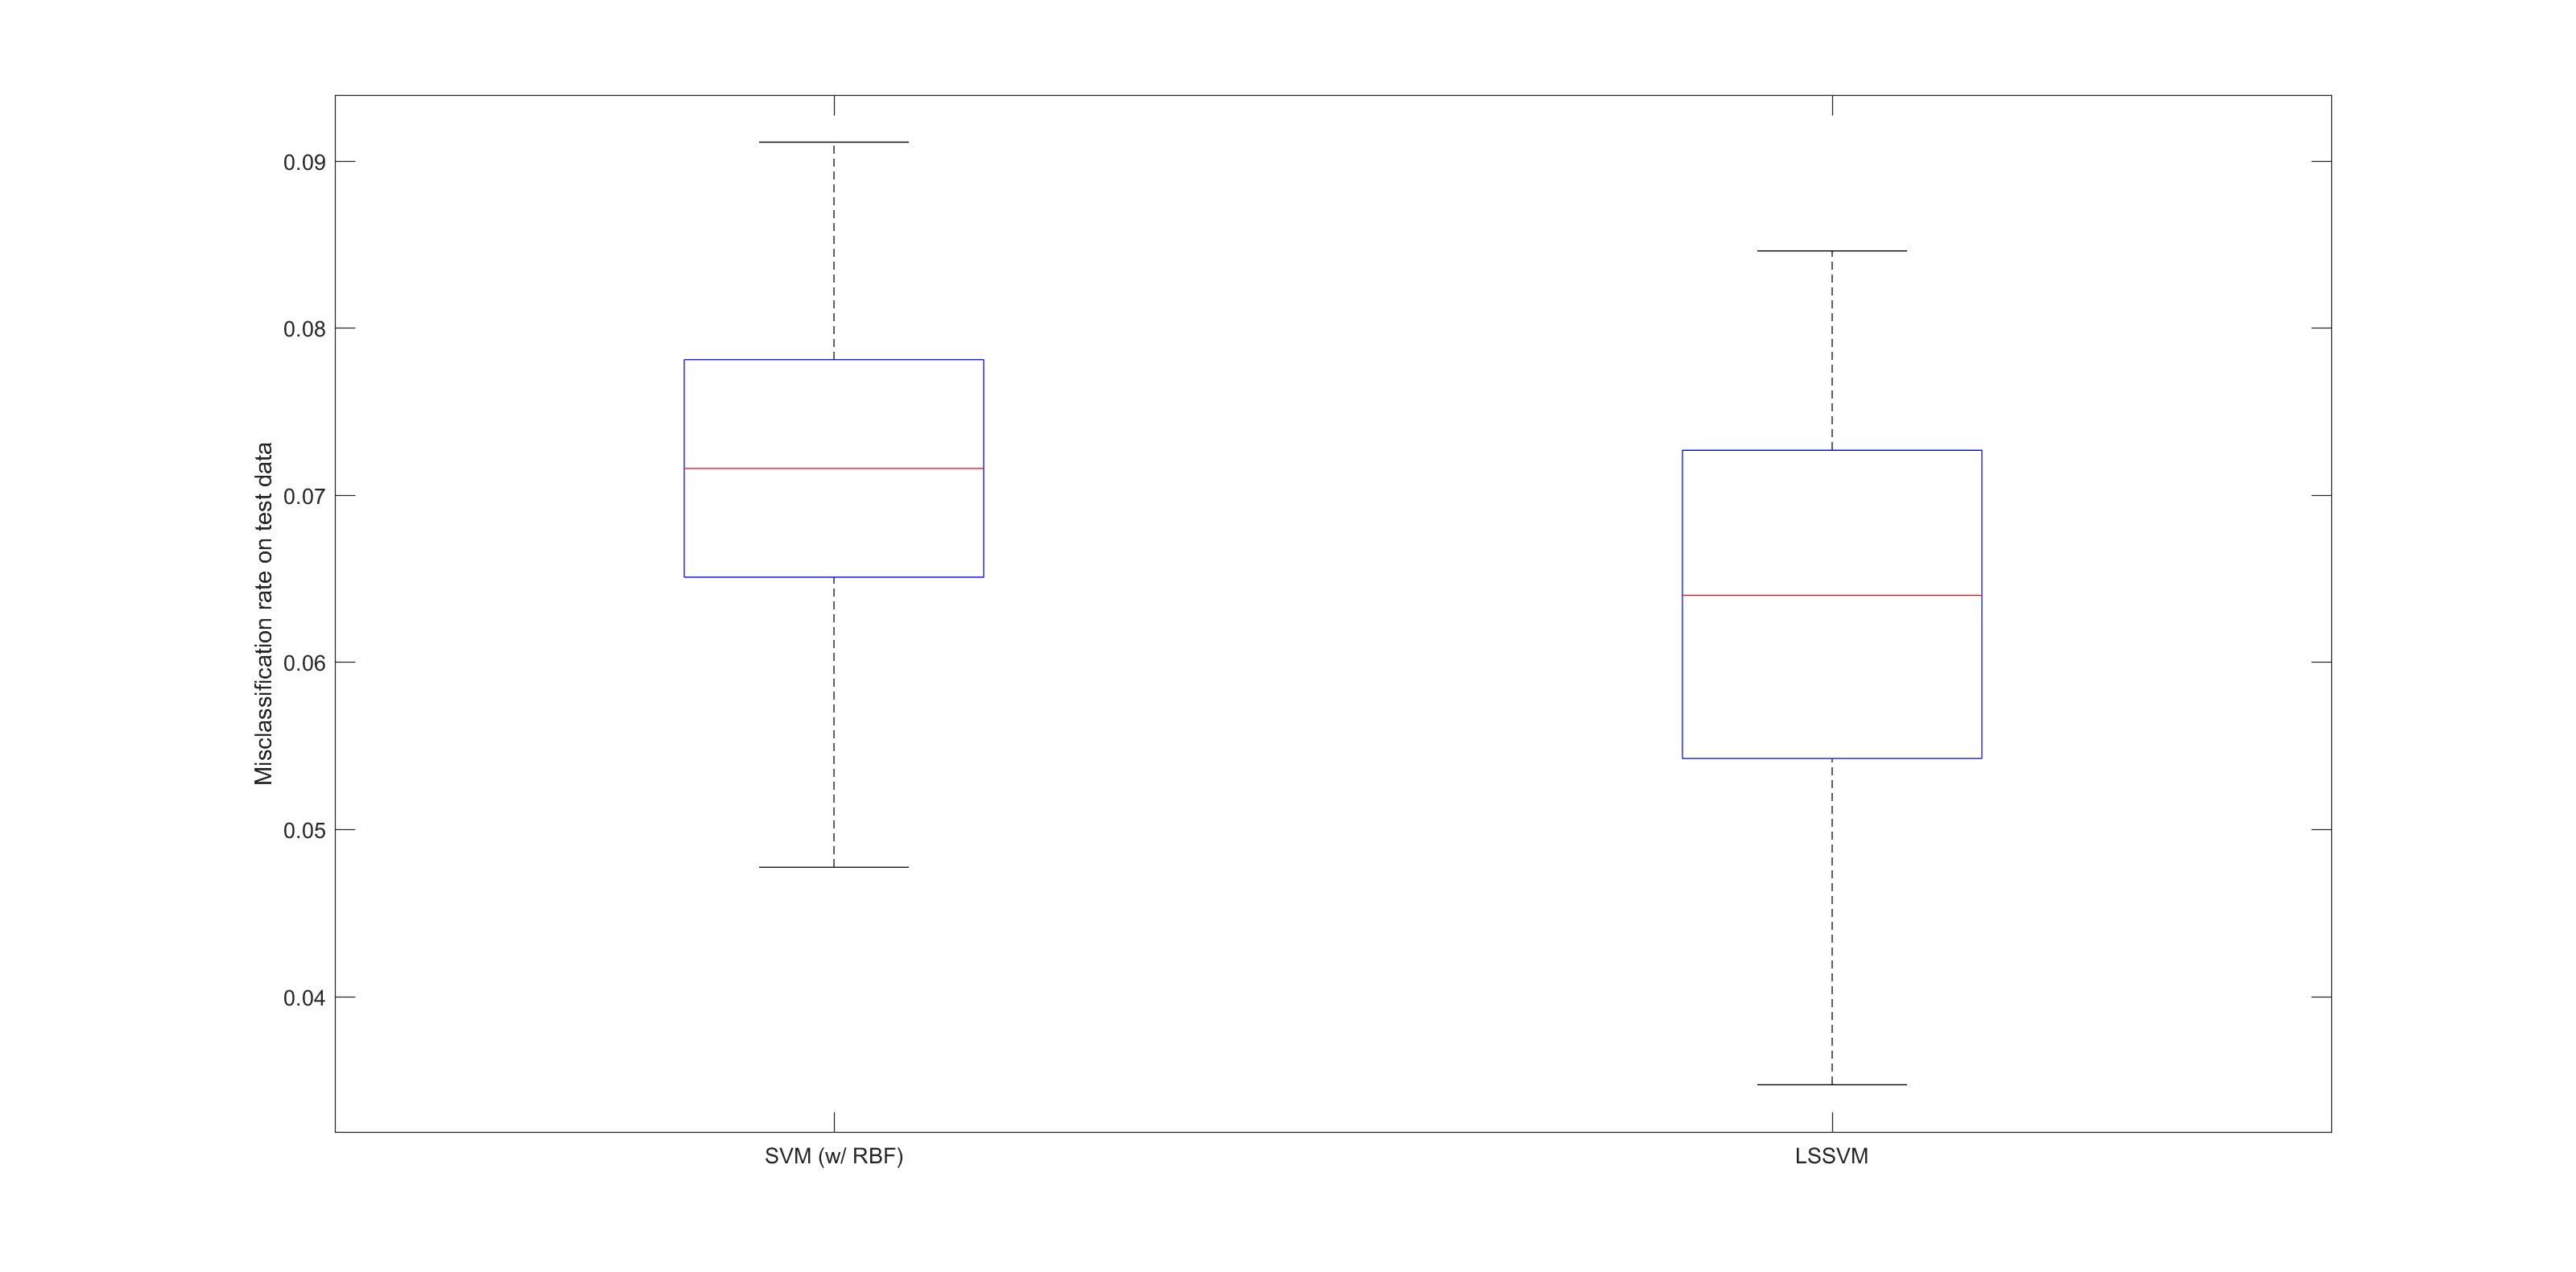 Misclassification rate on test data
0.09
0.08
0.07
0.06
0.05
0.04
SVM (w/ RBF)
LSSVM